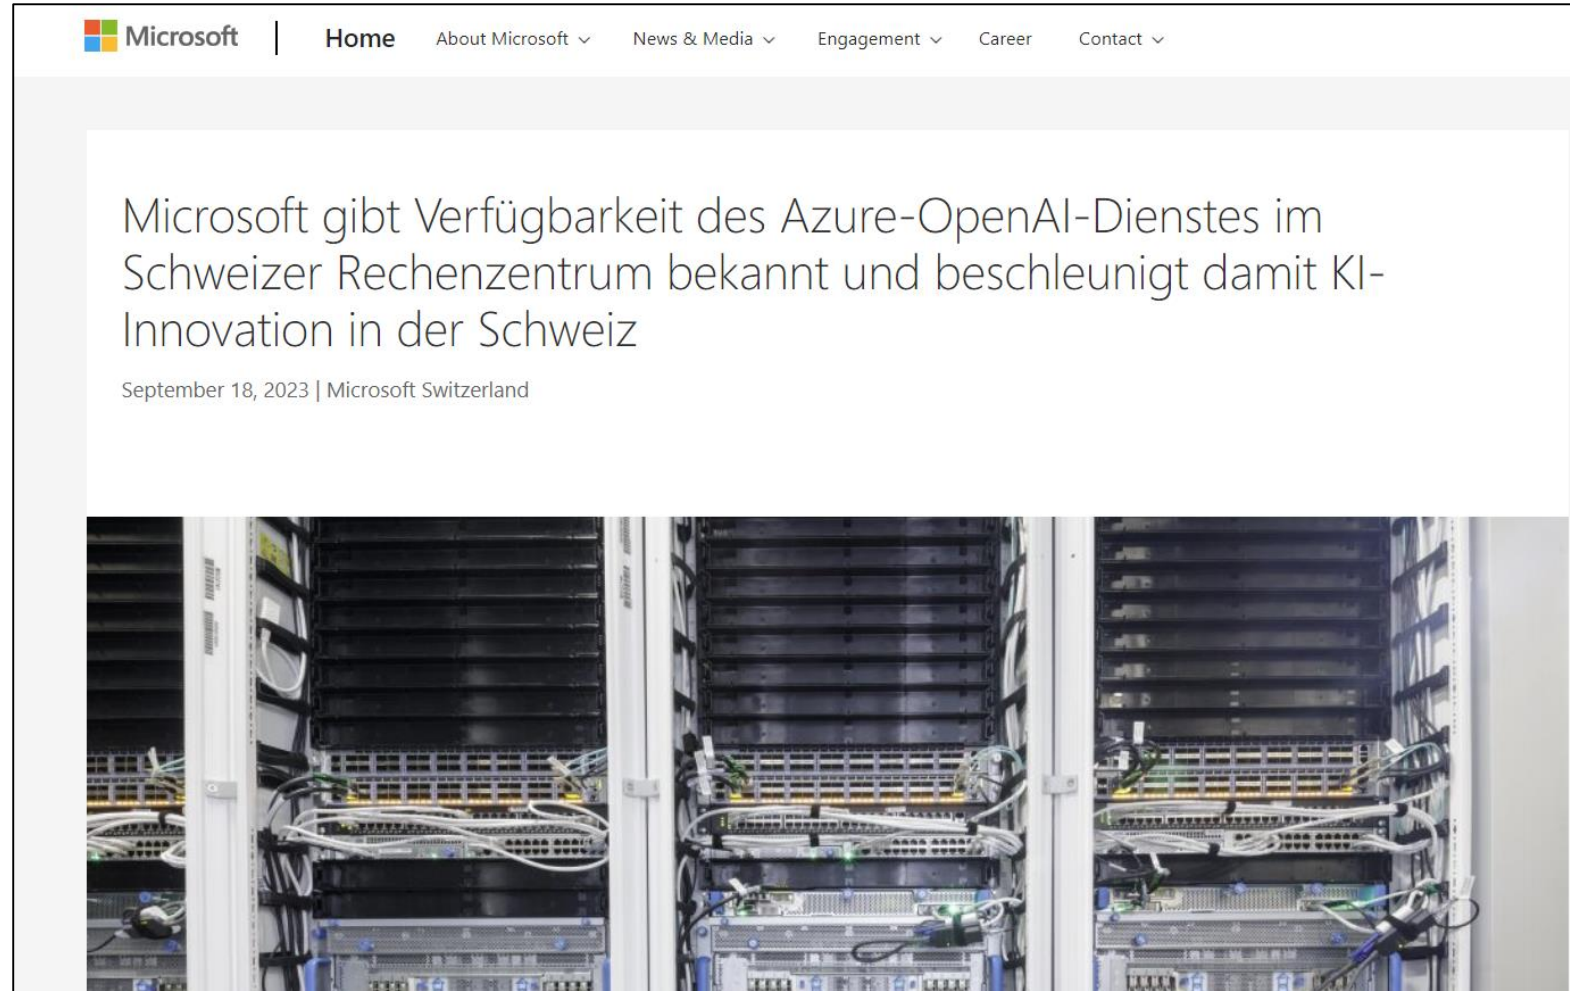 Microsoft
Home
About Microsoft
News & Media
Engagement
Career
Contact
Microsoft gibt Verfügbarkeit des Azure-OpenAI-Dienstes im
Schweizer Rechenzentrum bekannt und beschleunigt damit KI-
Innovation in der Schweiz
September 18, 2023 | Microsoft Switzerland